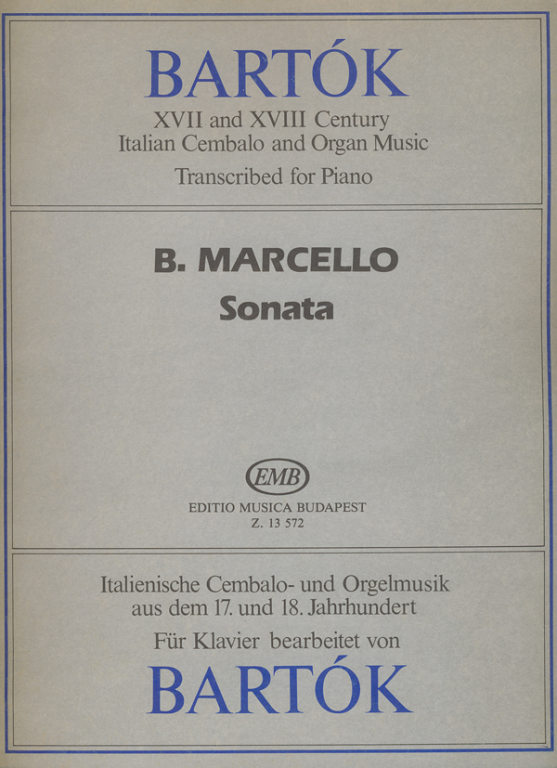 BARTÓK
XVII and XVIII Century
Italian Cembalo and Organ Music
Transcribed for Piano
B. MARCELLO
Sonata
EMB
EDITIO MUSICA BUDAPEST
Z. 13 572
Italienische Cembalo- und Orgelmusik
aus dem 17. und 18. Jahrhundert
Für Klavier bearbeitet von
BARTÓK